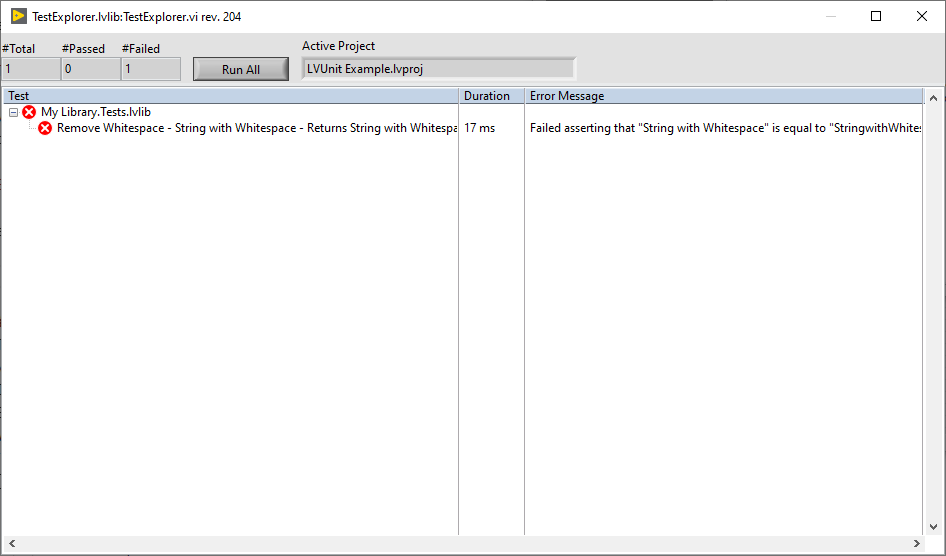 TestExplorer.lvlib:TestExplorer.vi rev. 204
#Total #Passed #Failed Active Project
1 0 1 Run All LVUnit Example.lvproj
Test Duration Error Message
My Library.Tests.lvlib
Remove Whitespace - String with Whitespace - Returns String with Whitespa 17 ms Failed asserting that "String with Whitespace" is equal to "StringwithWhites